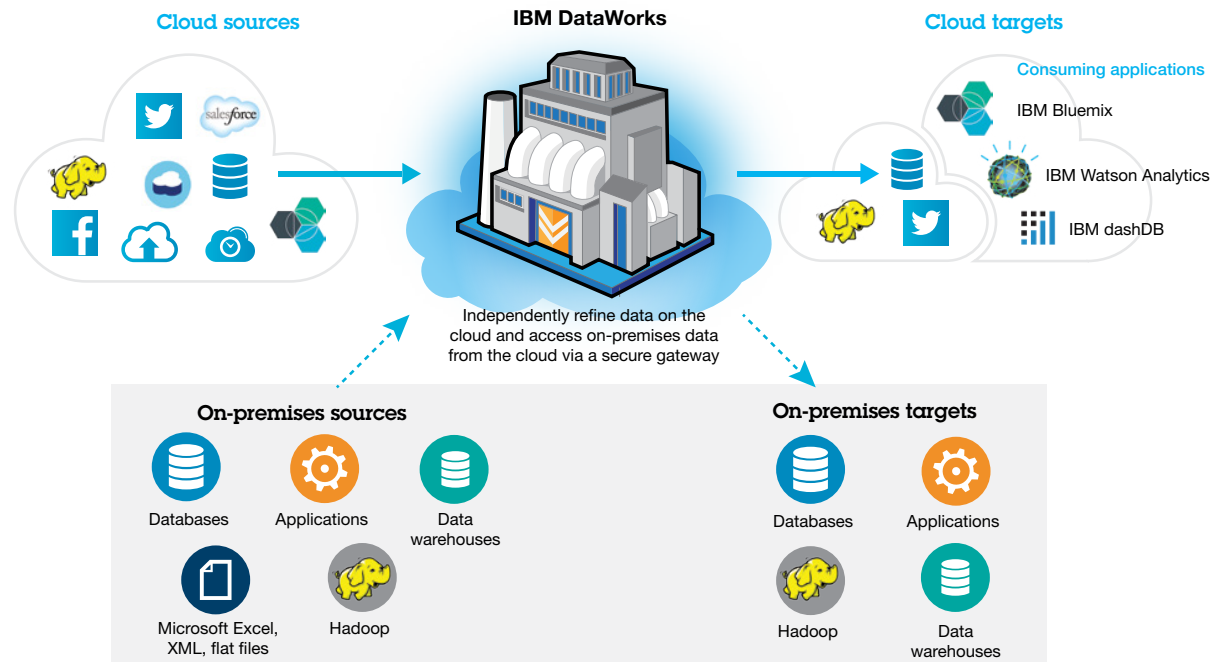 Cloud sources
IBM DataWorks
Cloud targets
Consuming applications
salesforce
IBM Bluemix
IBM Watson Analytics
IBM dashDB
Independently refine data on the
cloud and access on-premises data
from the cloud via a secure gateway
On-premises sources
Databases
Applications
Data
warehouses
Microsoft Excel,
XML, flat files
Hadoop
On-premises targets
Databases
Applications
Hadoop
Data
warehouses